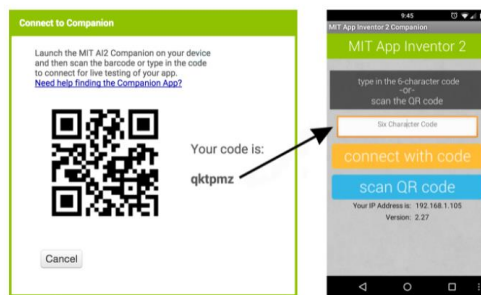 Connect to Companion
Launch the MIT AI2 Companion on your device
and then scan the barcode or type in the code
to connect for live testing of your app.
Need help finding the Companion App?
Your code is:
qktpmz
Cancel
9:45
MIT App Inventor 2 Companion
MIT App Inventor 2
type in the 6-character code
-or-
scan the QR code
Six Character Code
connect with code
scan QR code
Your IP Address is: 192.168.1.105
Version: 2.27